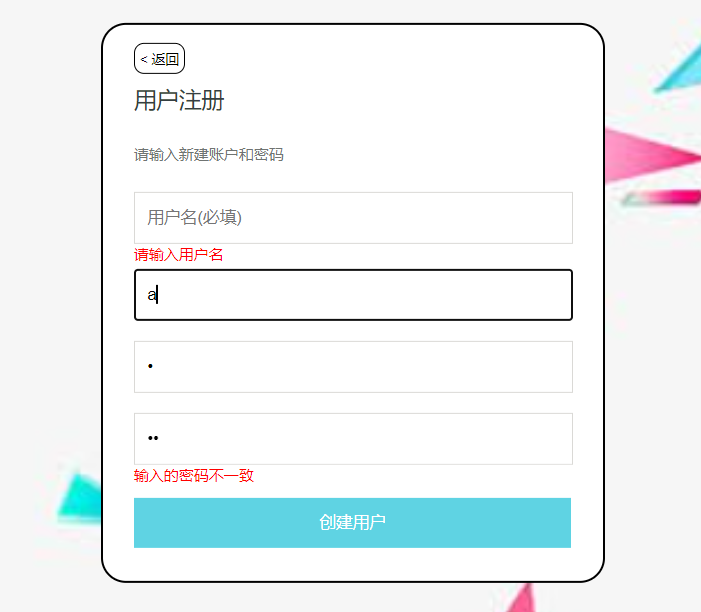 < 返回
用户注册
请输入新建账户和密码
用户名(必填)
请输入用户名
a
•
••
输入的密码不一致
创建用户